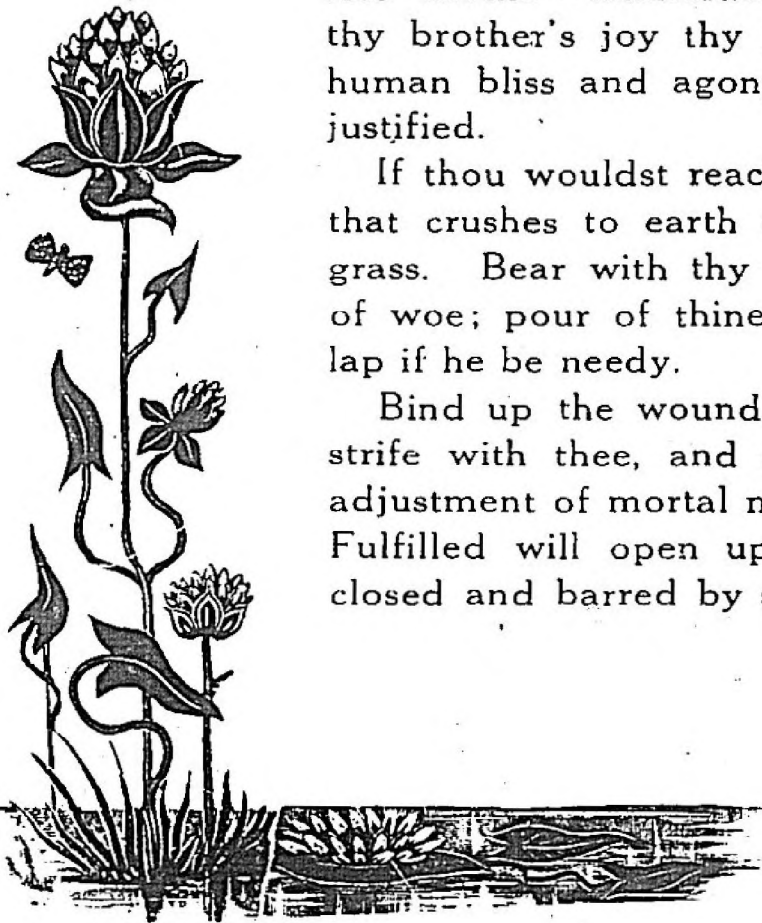 thy brother's joy thy
human bliss and agon
justified.
If thou wouldst reac
that crushes to earth
grass. Bear with thy
of woe; pour of thine
lap if he be needy.
Bind up the wound
strife with thee, and
adjustment of mortal
Fulfilled will open up
closed and barred by